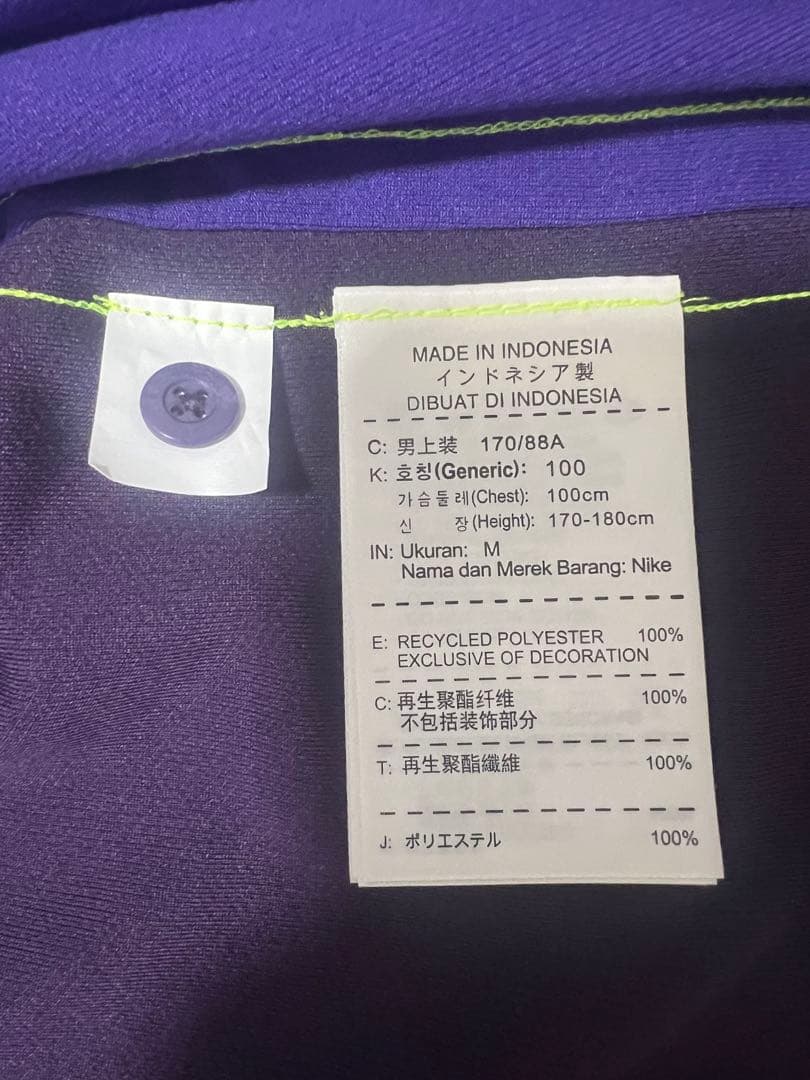 MADE IN INDONESIA
インドネシア製
DIBUAT DI INDONESIA
C: 男上装 170/88A
K: 호칭(Generic): 100
가슴둘레(Chest): 100cm
신 장(Height): 170-180cm
IN: Ukuran: M
Nama dan Merek Barang: Nike
E: RECYCLED POLYESTER 100%
EXCLUSIVE OF DECORATION
C: 再生聚酯纤维 100%
不包括装饰部分
T: 再生聚酯纖維 100%
J: ポリエステル 100%